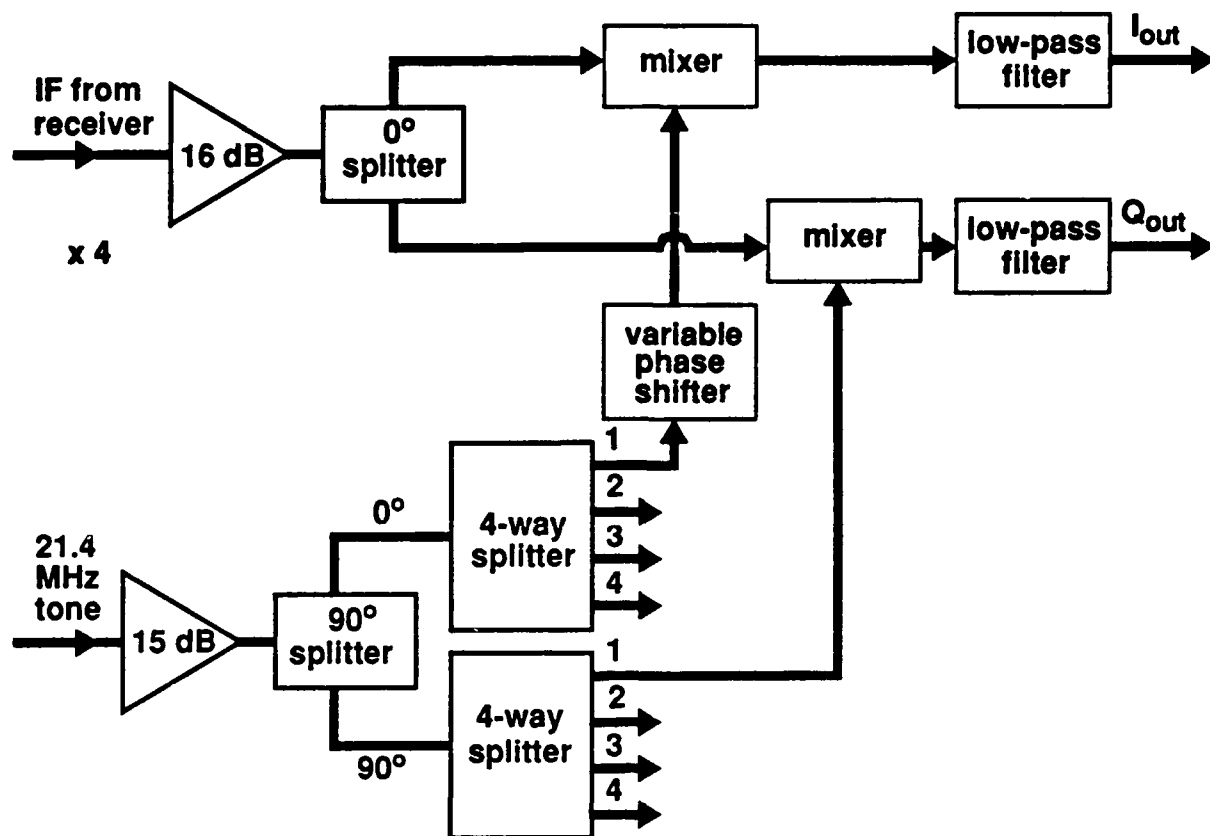 IF from
receiver
16 dB
x 4
0°
splitter
mixer
low-pass
filter
I out
mixer
low-pass
filter
Q out
variable
phase
shifter
21.4
MHz
tone
15 dB
90°
splitter
0°
90°
4-way
splitter
1
2
3
4
4-way
splitter
1
2
3
4